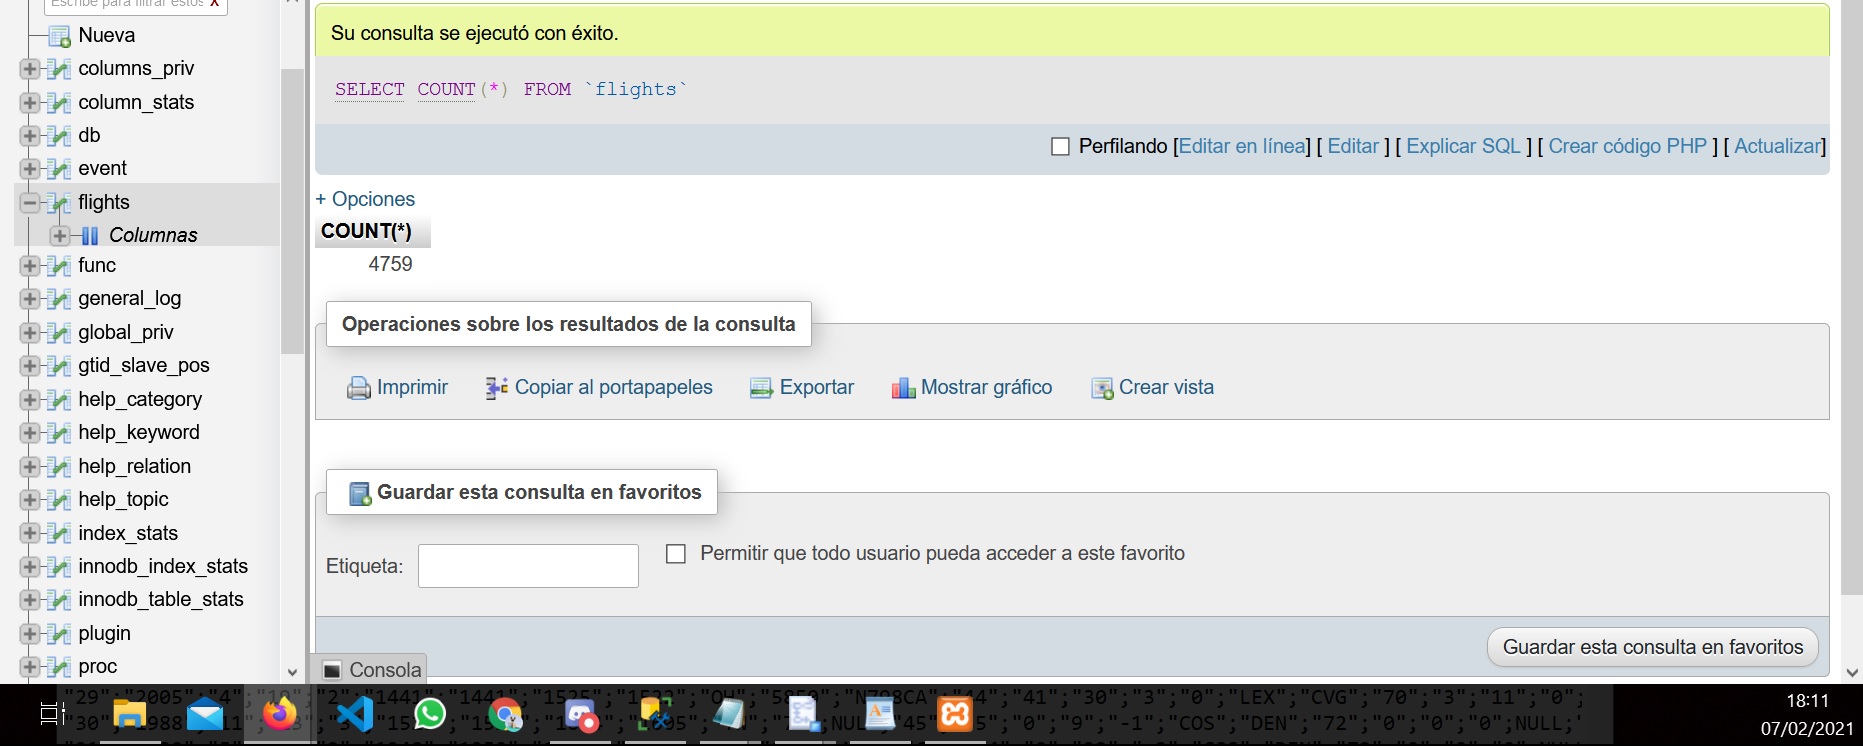 Escribe para filtrar estos X
Nueva
columns_priv
column_stats
db
event
flights
Columnas
func
general_log
global_priv
gtid_slave_pos
help_category
help_keyword
help_relation
help_topic
index_stats
innodb_index_stats
innodb_table_stats
plugin
proc
Su consulta se ejecutó con éxito.
SELECT COUNT(*) FROM `flights`
Perfilando [Editar en línea] [ Editar ] [ Explicar SQL ] [ Crear código PHP ] [ Actualizar]
+ Opciones
COUNT(*)
4759
Operaciones sobre los resultados de la consulta
Imprimir Copiar al portapapeles Exportar Mostrar gráfico Crear vista
Guardar esta consulta en favoritos
Etiqueta: Permitir que todo usuario pueda acceder a este favorito
Guardar esta consulta en favoritos
Consola
18:11
07/02/2021